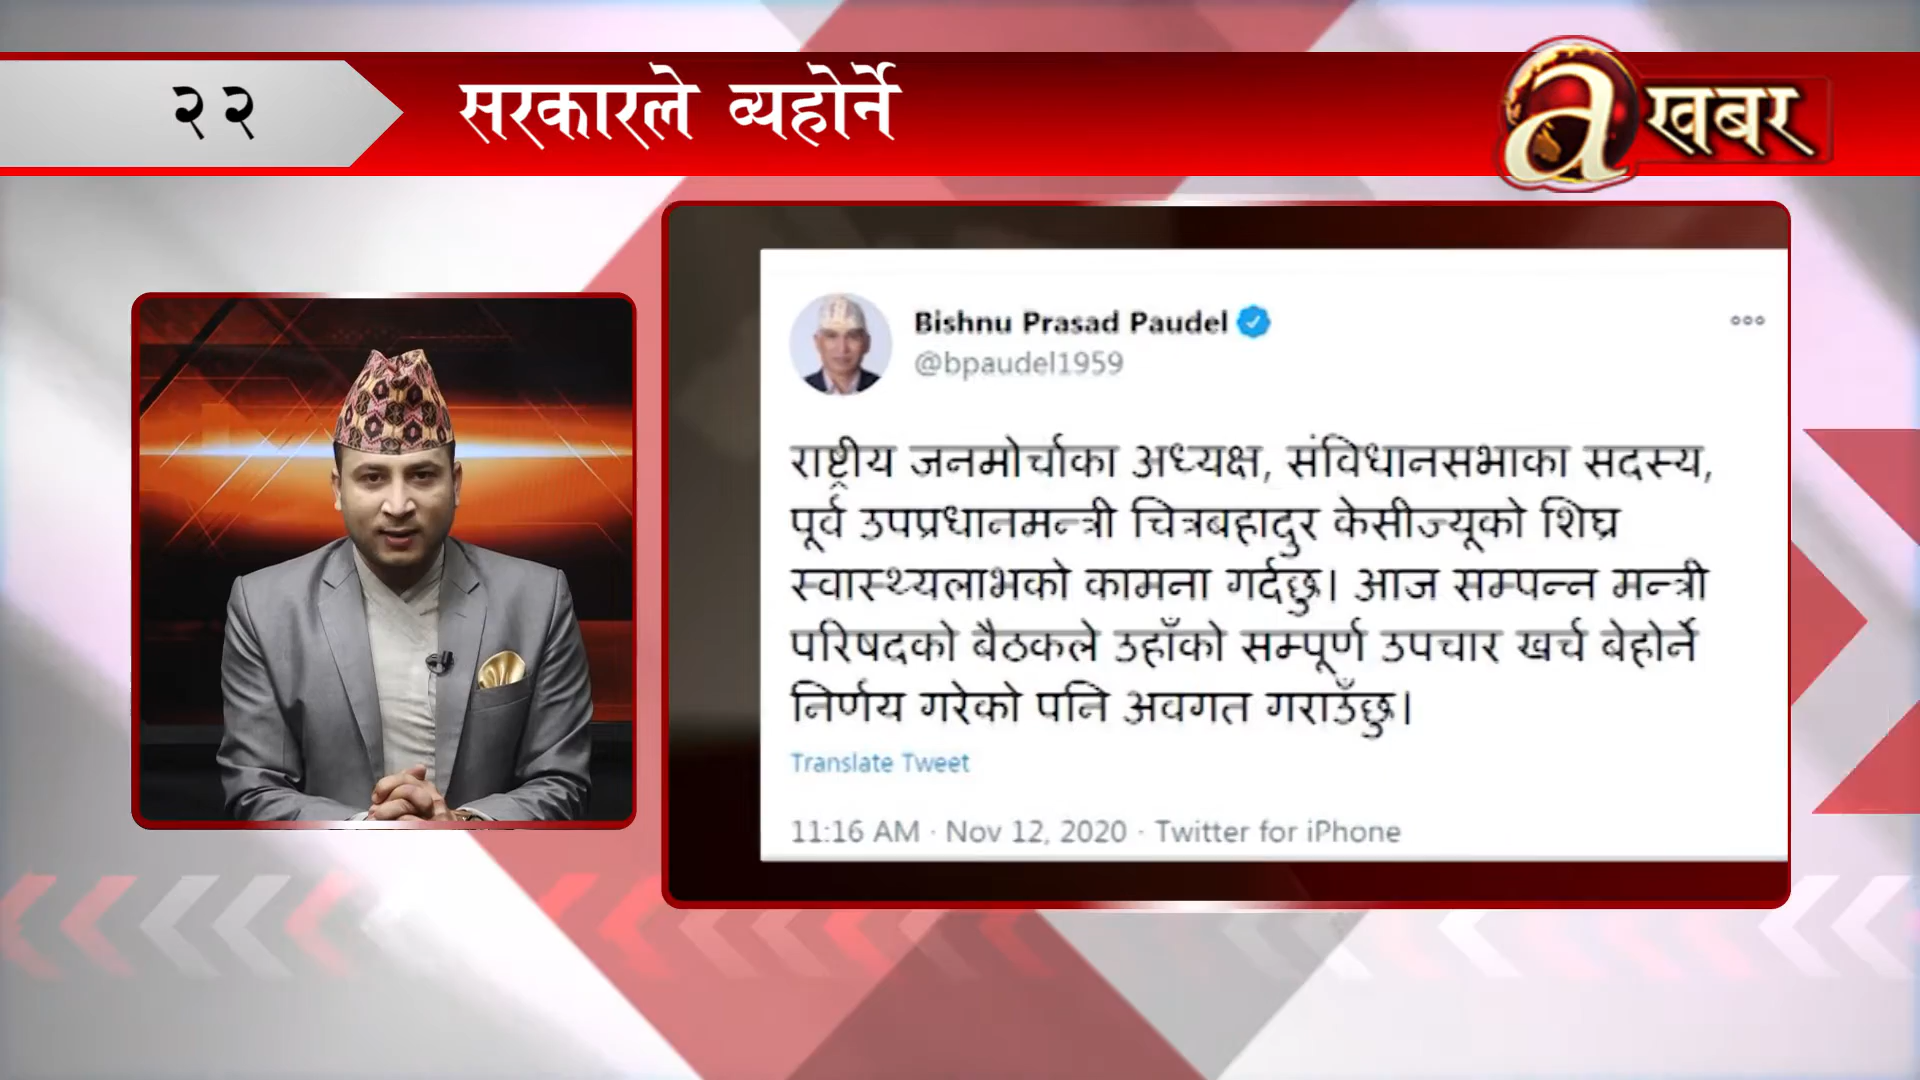 २२
सरकारले व्यहोर्ने
a खबर
Bishnu Prasad Paudel
@bpaudel1959
राष्ट्रीय जनमोर्चाका अध्यक्ष, संविधानसभाका सदस्य,
पूर्व उपप्रधानमन्त्री चित्रबहादुर केसीज्यूको शिघ्र
स्वास्थ्यलाभको कामना गर्दछु। आज सम्पन्न मन्त्री
परिषदको बैठकले उहाँको सम्पूर्ण उपचार खर्च बेहोर्ने
निर्णय गरेको पनि अवगत गराउँछु।
Translate Tweet
11:16 AM · Nov 12, 2020 · Twitter for iPhone